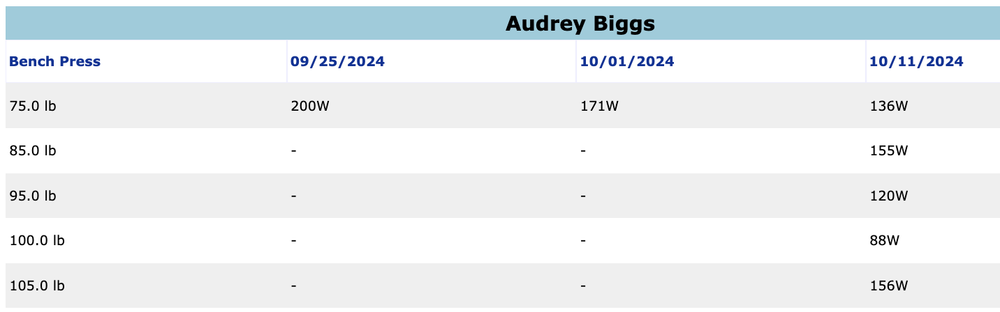 Audrey Biggs
Bench Press 09/25/2024 10/01/2024 10/11/2024
75.0 lb 200W 171W 136W
85.0 lb - - 155W
95.0 lb - - 120W
100.0 lb - - 88W
105.0 lb - - 156W